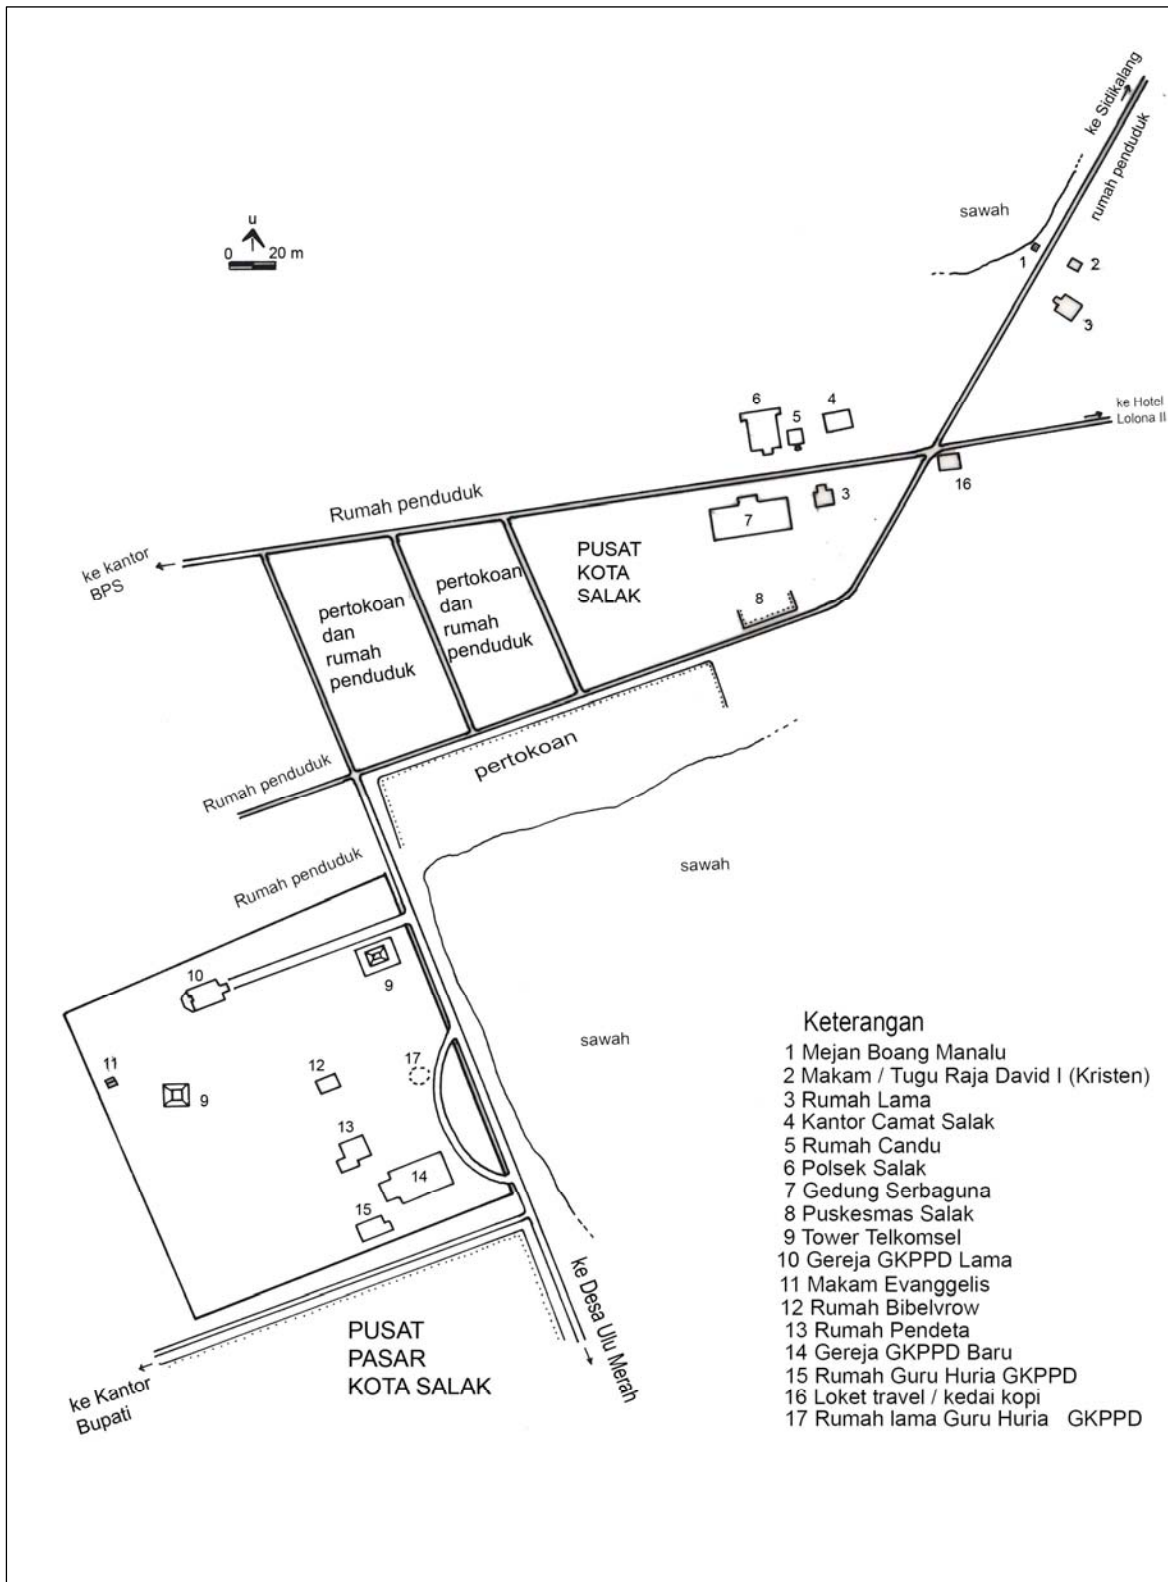 ke Sidikalang
rumah penduduk
sawah
u
0 20 m
1
2
3
ke Hotel
Lolona II
6
5
4
16
Rumah penduduk
3
7
ke kantor
BPS
PUSAT
KOTA
SALAK
pertokoan
dan
rumah
penduduk
pertokoan
dan
rumah
penduduk
8
Rumah penduduk
pertokoan
Rumah penduduk
sawah
10
9
sawah
11
9
12
17
13
14
15
ke Desa Ulu Merah
PUSAT
PASAR
KOTA SALAK
ke Kantor
Bupati
Keterangan
1 Mejan Boang Manalu
2 Makam / Tugu Raja David I (Kristen)
3 Rumah Lama
4 Kantor Camat Salak
5 Rumah Candu
6 Polsek Salak
7 Gedung Serbaguna
8 Puskesmas Salak
9 Tower Telkomsel
10 Gereja GKPPD Lama
11 Makam Evanggelis
12 Rumah Bibelvrow
13 Rumah Pendeta
14 Gereja GKPPD Baru
15 Rumah Guru Huria GKPPD
16 Loket travel / kedai kopi
17 Rumah lama Guru Huria GKPPD